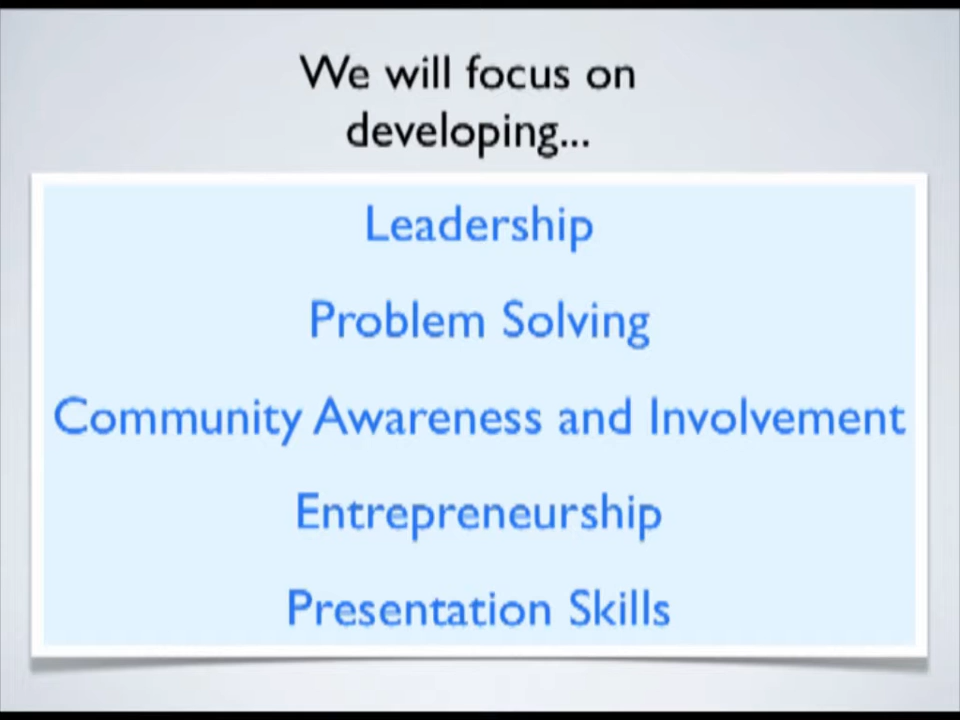 We will focus on
developing...
Leadership
Problem Solving
Community Awareness and Involvement
Entrepreneurship
Presentation Skills